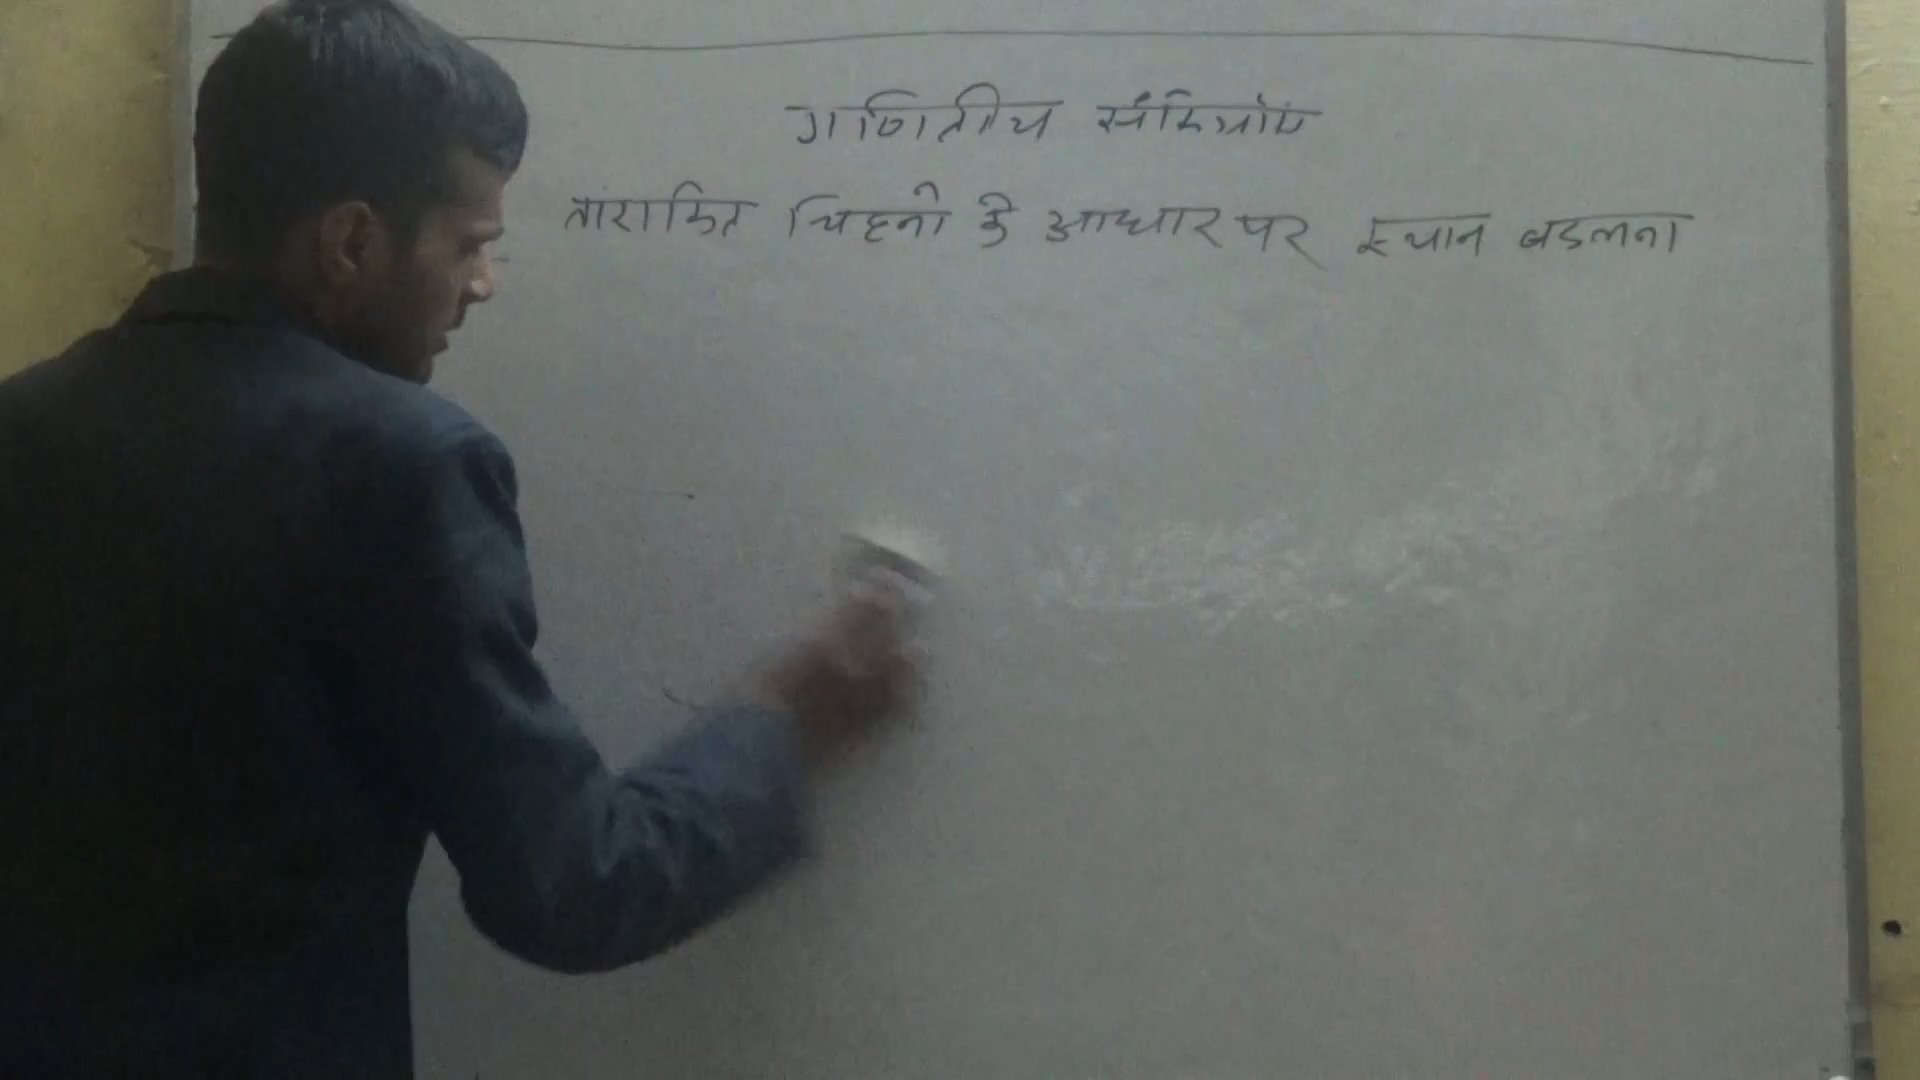 गणितीय संक्रियाएं
तारांकित चिह्नो के आधार पर स्थान बदलना